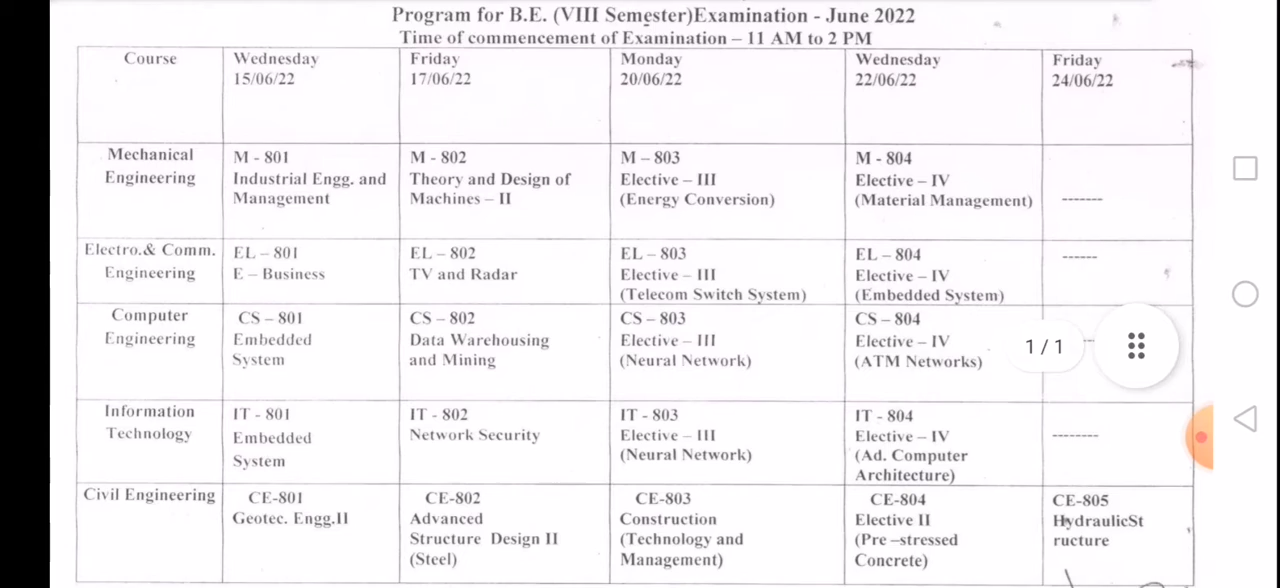 Program for B.E. (VIII Semester)Examination - June 2022
Time of commencement of Examination – 11 AM to 2 PM
Course
Wednesday
15/06/22
Friday
17/06/22
Monday
20/06/22
Wednesday
22/06/22
Friday
24/06/22
Mechanical
Engineering
M - 801
Industrial Engg. and
Management
M - 802
Theory and Design of
Machines – II
M – 803
Elective – III
(Energy Conversion)
M - 804
Elective – IV
(Material Management)
-------
Electro.& Comm.
Engineering
EL – 801
E – Business
EL – 802
TV and Radar
EL – 803
Elective – III
(Telecom Switch System)
EL – 804
Elective – IV
(Embedded System)
------
Computer
Engineering
CS – 801
Embedded
System
CS – 802
Data Warehousing
and Mining
CS – 803
Elective – III
(Neural Network)
CS – 804
Elective – IV
(ATM Networks)
1 / 1
Information
Technology
IT - 801
Embedded
System
IT - 802
Network Security
IT - 803
Elective – III
(Neural Network)
IT - 804
Elective – IV
(Ad. Computer
Architecture)
--------
Civil Engineering
CE-801
Geotec. Engg.II
CE-802
Advanced
Structure Design II
(Steel)
CE-803
Construction
(Technology and
Management)
CE-804
Elective II
(Pre –stressed
Concrete)
CE-805
HydraulicSt
ructure